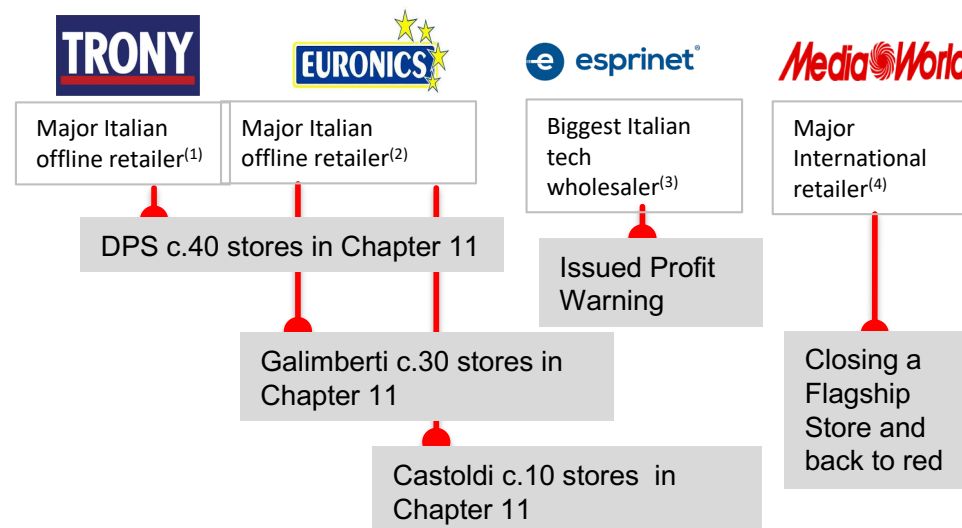 TRONY
EURONICS
esprinet®
MediaWorld
Major Italian
offline retailer(1)
Major Italian
offline retailer(2)
Biggest Italian
tech
wholesaler(3)
Major
International
retailer(4)
DPS c.40 stores in Chapter 11
Issued Profit
Warning
Galimberti c.30 stores in
Chapter 11
Closing a
Flagship
Store and
back to red
Castoldi c.10 stores in
Chapter 11